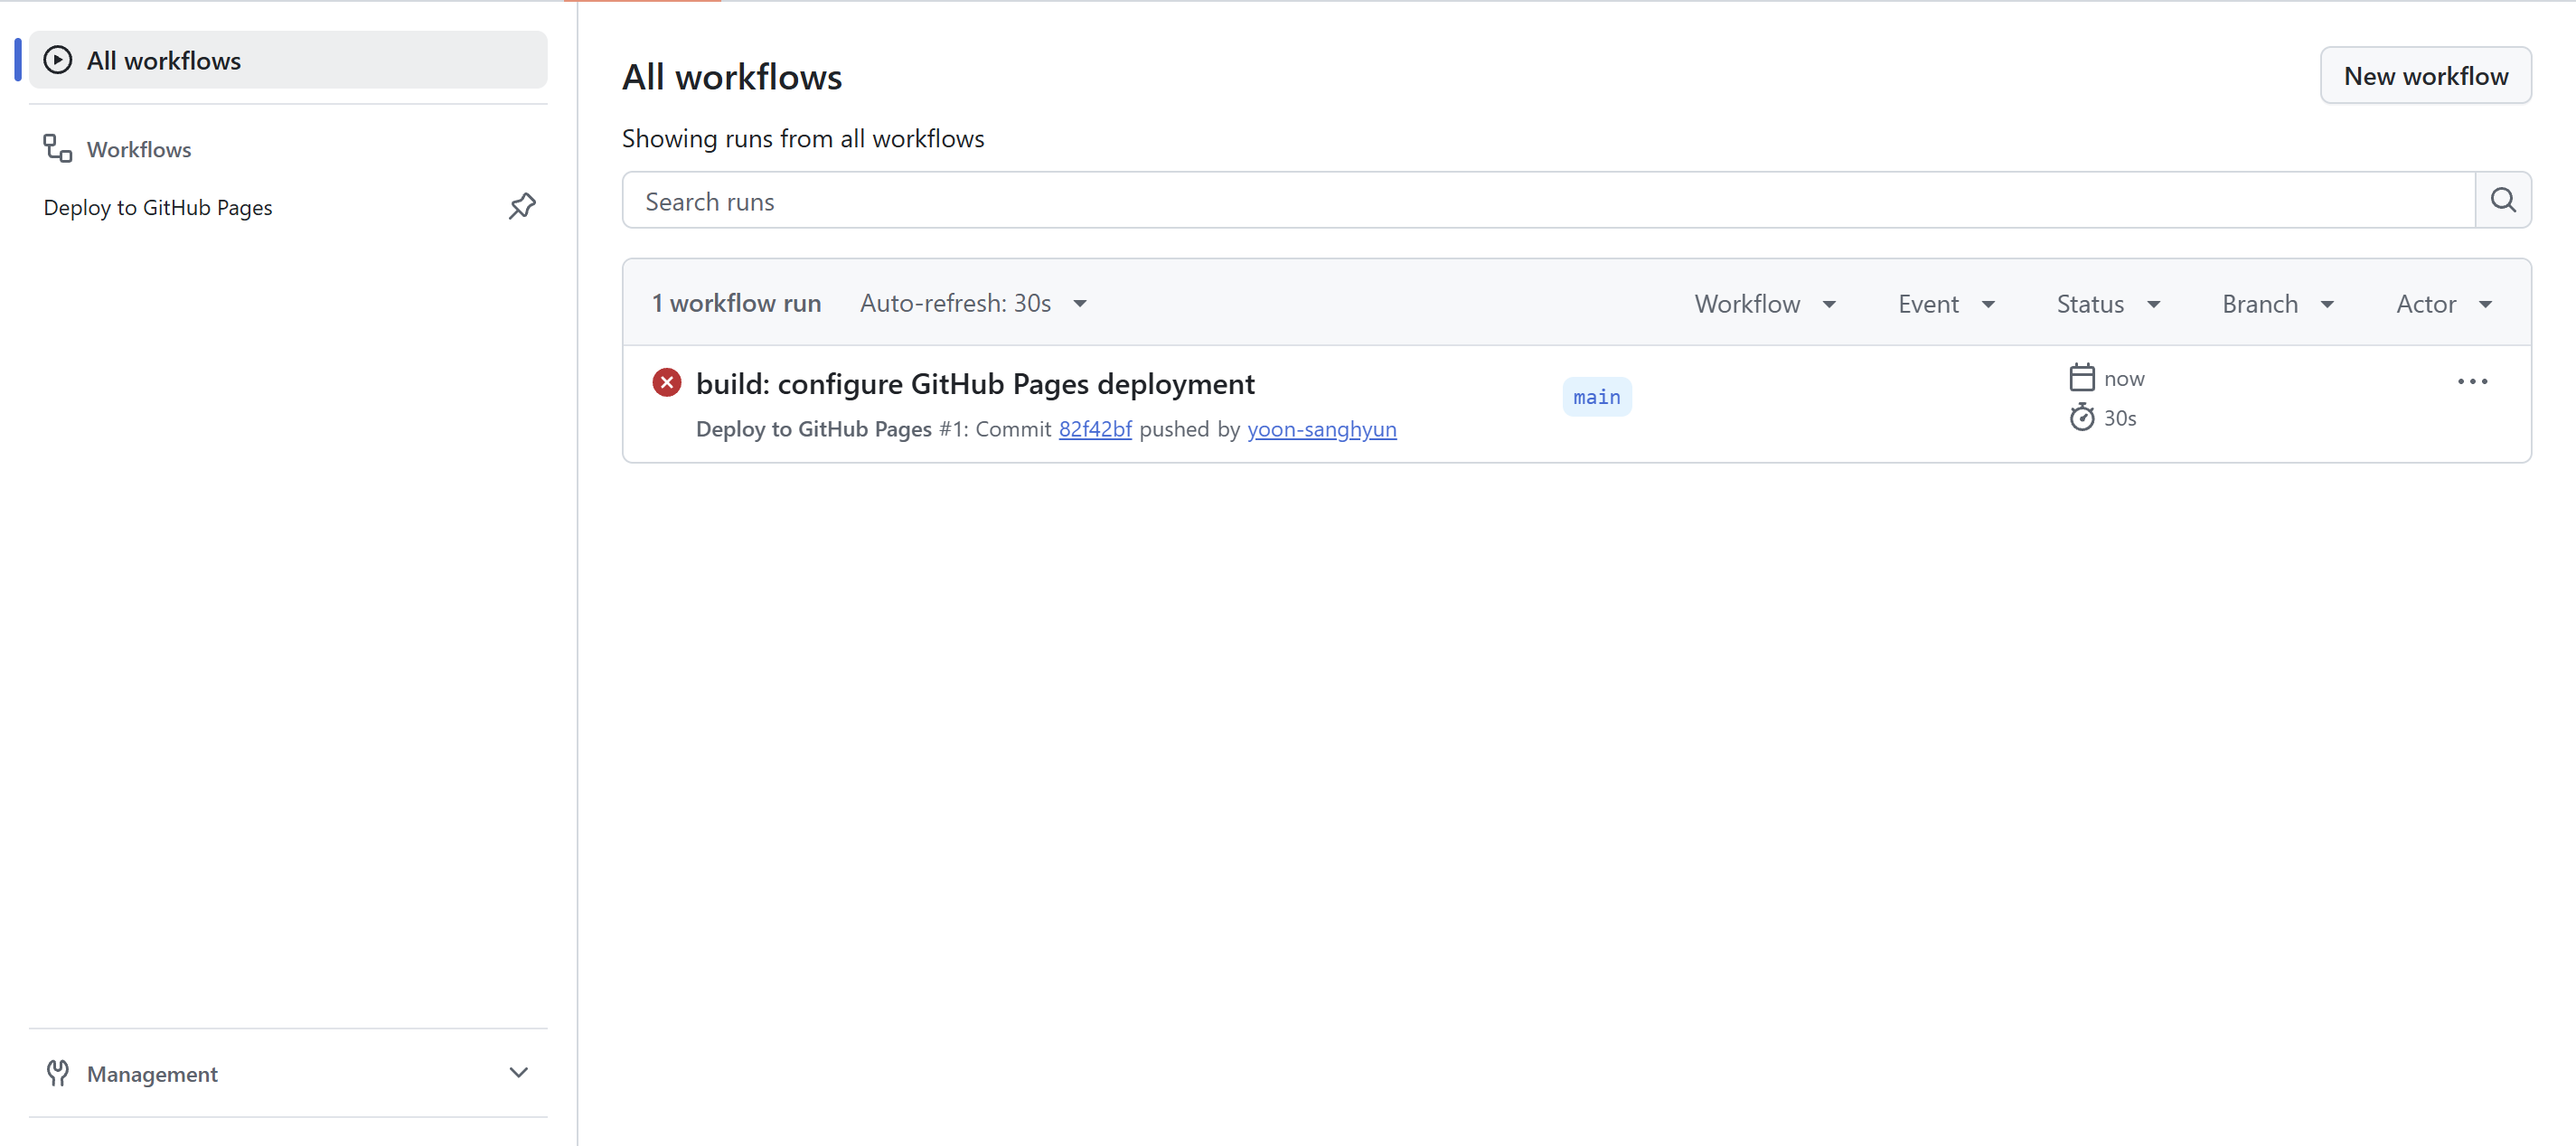 All workflows
Workflows
Deploy to GitHub Pages
Management
All workflows
New workflow
Showing runs from all workflows
Search runs
1 workflow run Auto-refresh: 30s Workflow Event Status Branch Actor
build: configure GitHub Pages deployment
Deploy to GitHub Pages #1: Commit 82f42bf pushed by yoon-sanghyun
main
now
30s